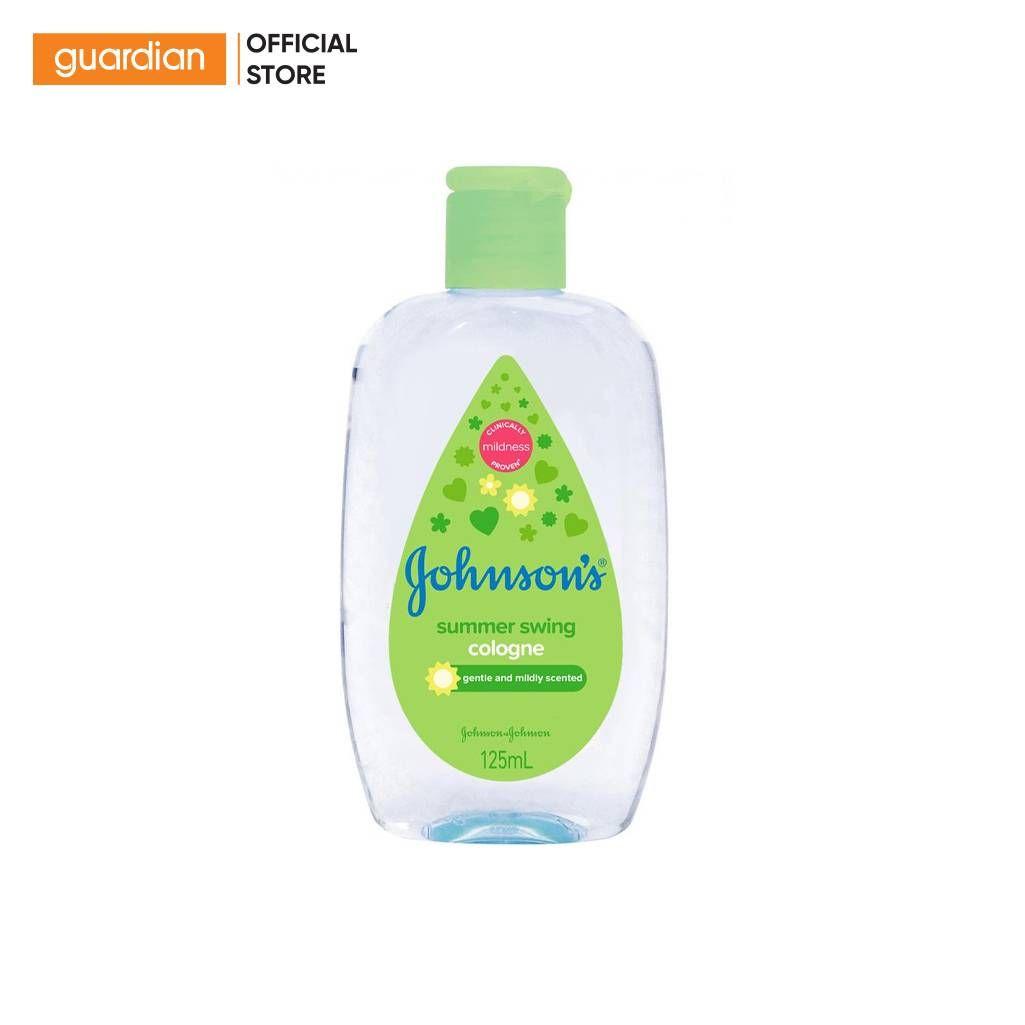 guardian
OFFICIAL
STORE
CLINICALLY
mildness
PROVEN*
Johnson's®
summer swing
cologne
gentle and mildly scented
Johnson & Johnson
125mL